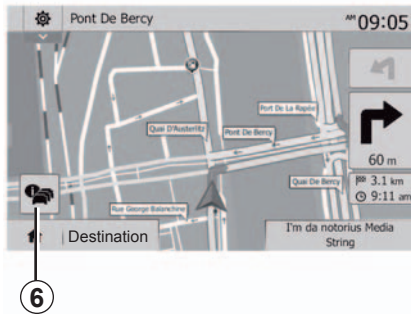 Pont De Bercy
AM 09:05
Port De La Rapée
Quai D'Austerlitz
Pont De Bercy
60 m
Quai De Bercy
3.1 km
9:11 am
Rue George Balanchine
Destination
I'm da notorius Media
String
6